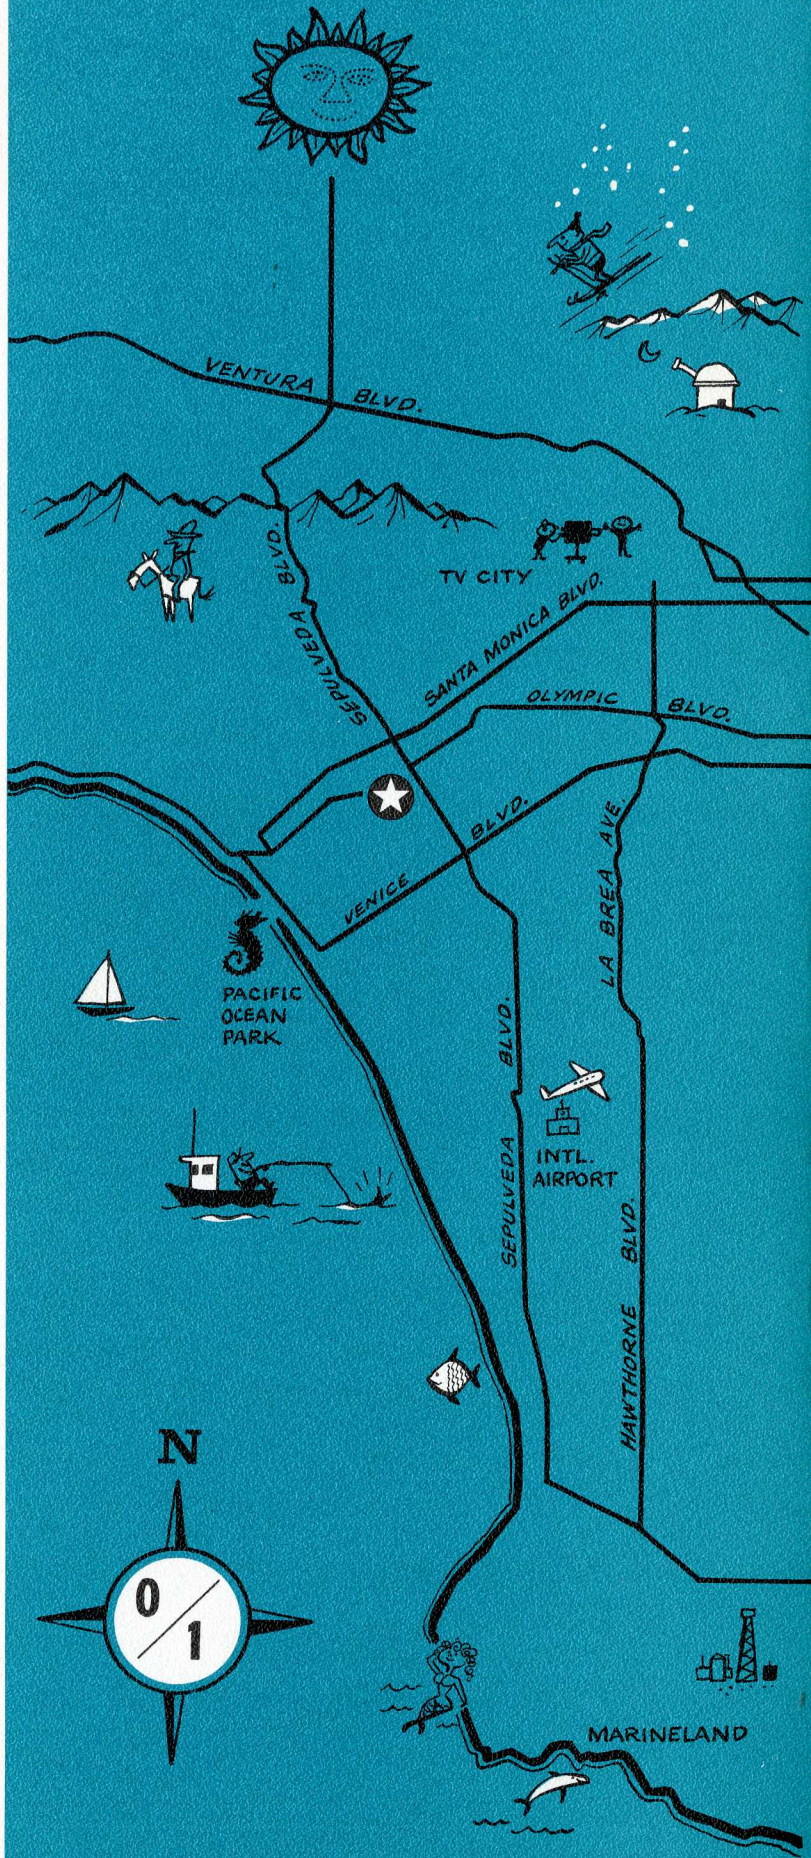 VENTURA BLVD.
SEPULVEDA BLVD.
TV CITY
SANTA MONICA BLVD.
OLYMPIC BLVD.
VENICE BLVD.
LA BREA AVE.
PACIFIC
OCEAN
PARK
SEPULVEDA BLVD.
INTL.
AIRPORT
HAWTHORNE BLVD.
N
0/1
MARINELAND